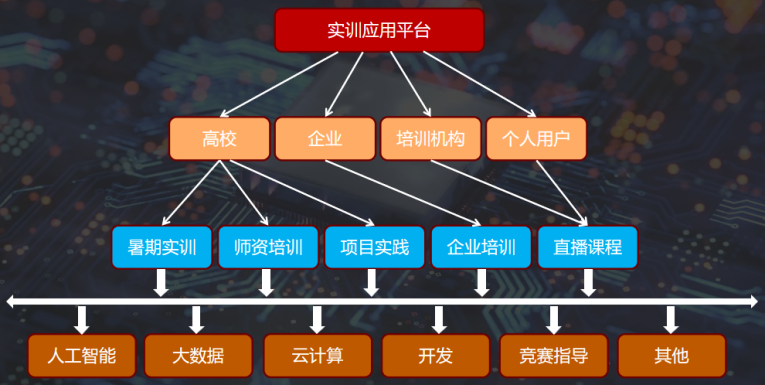 实训应用平台
高校
企业
培训机构
个人用户
暑期实训
师资培训
项目实践
企业培训
直播课程
人工智能
大数据
云计算
开发
竞赛指导
其他